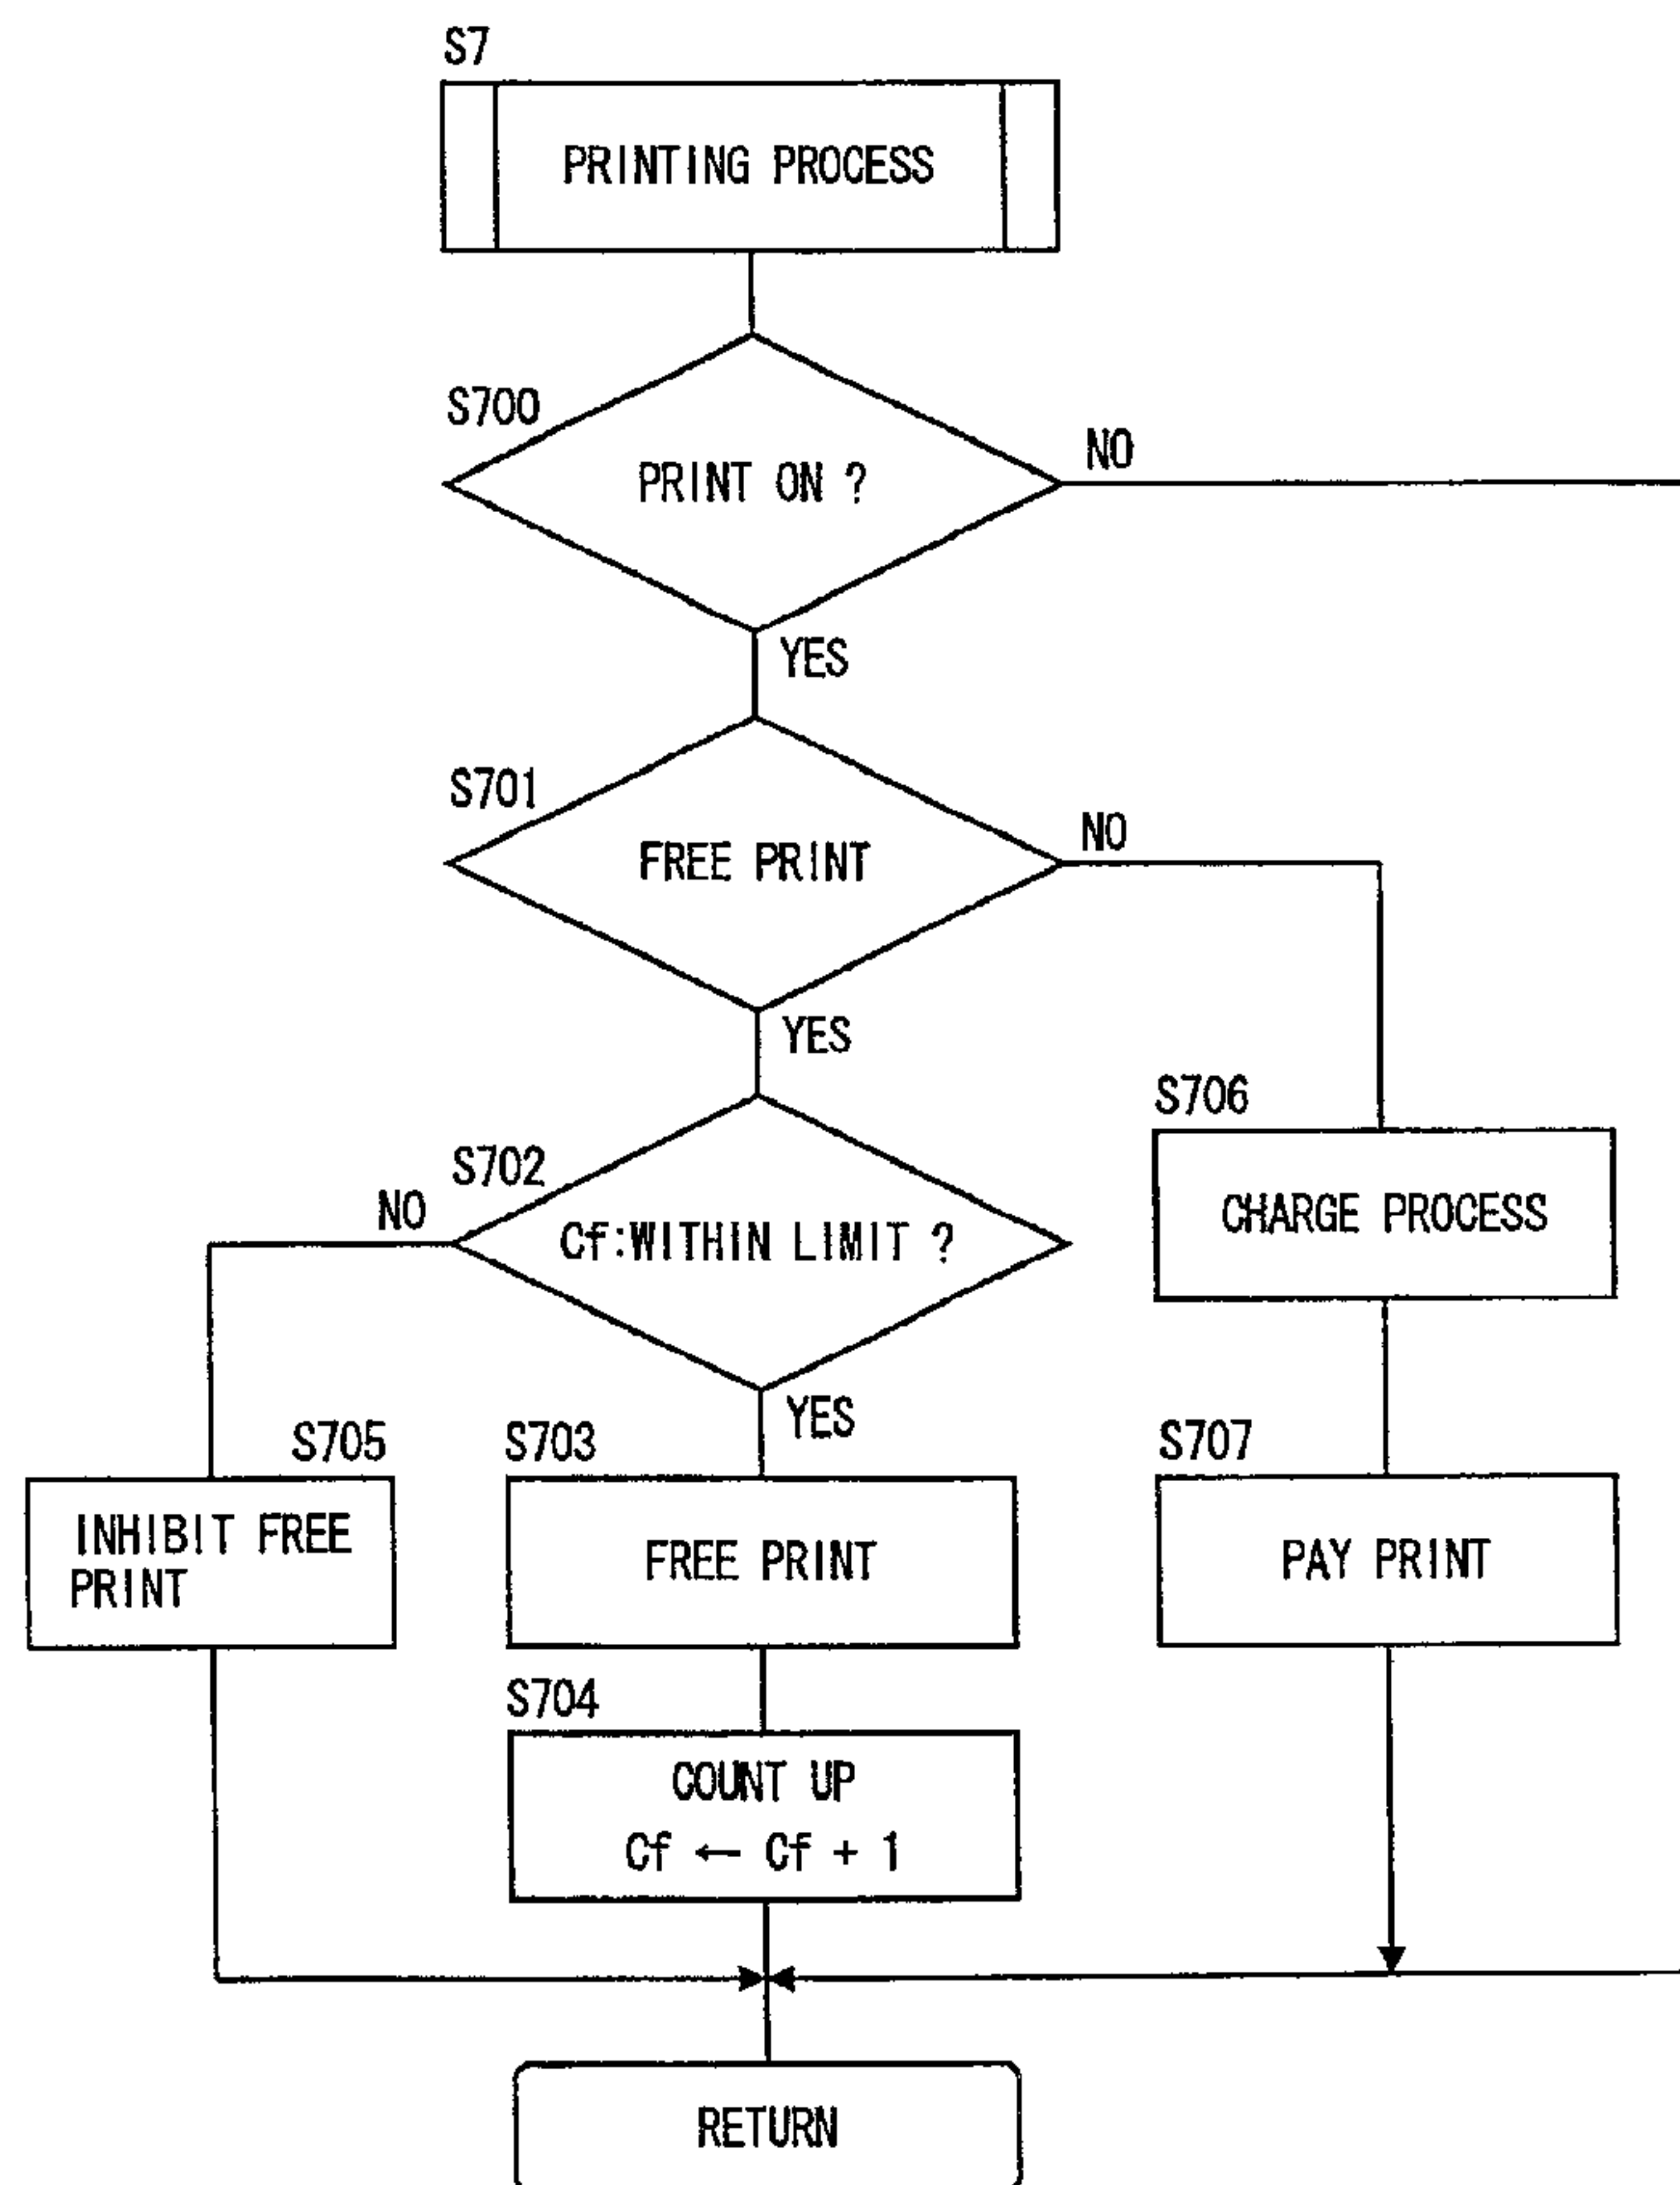 S7
PRINTING PROCESS
S700
PRINT ON ?
NO
YES
S701
FREE PRINT
NO
YES
S702
Cf:WITHIN LIMIT ?
NO
YES
S706
CHARGE PROCESS
S705
INHIBIT FREE
PRINT
S703
FREE PRINT
S707
PAY PRINT
S704
COUNT UP
Cf ← Cf + 1
RETURN